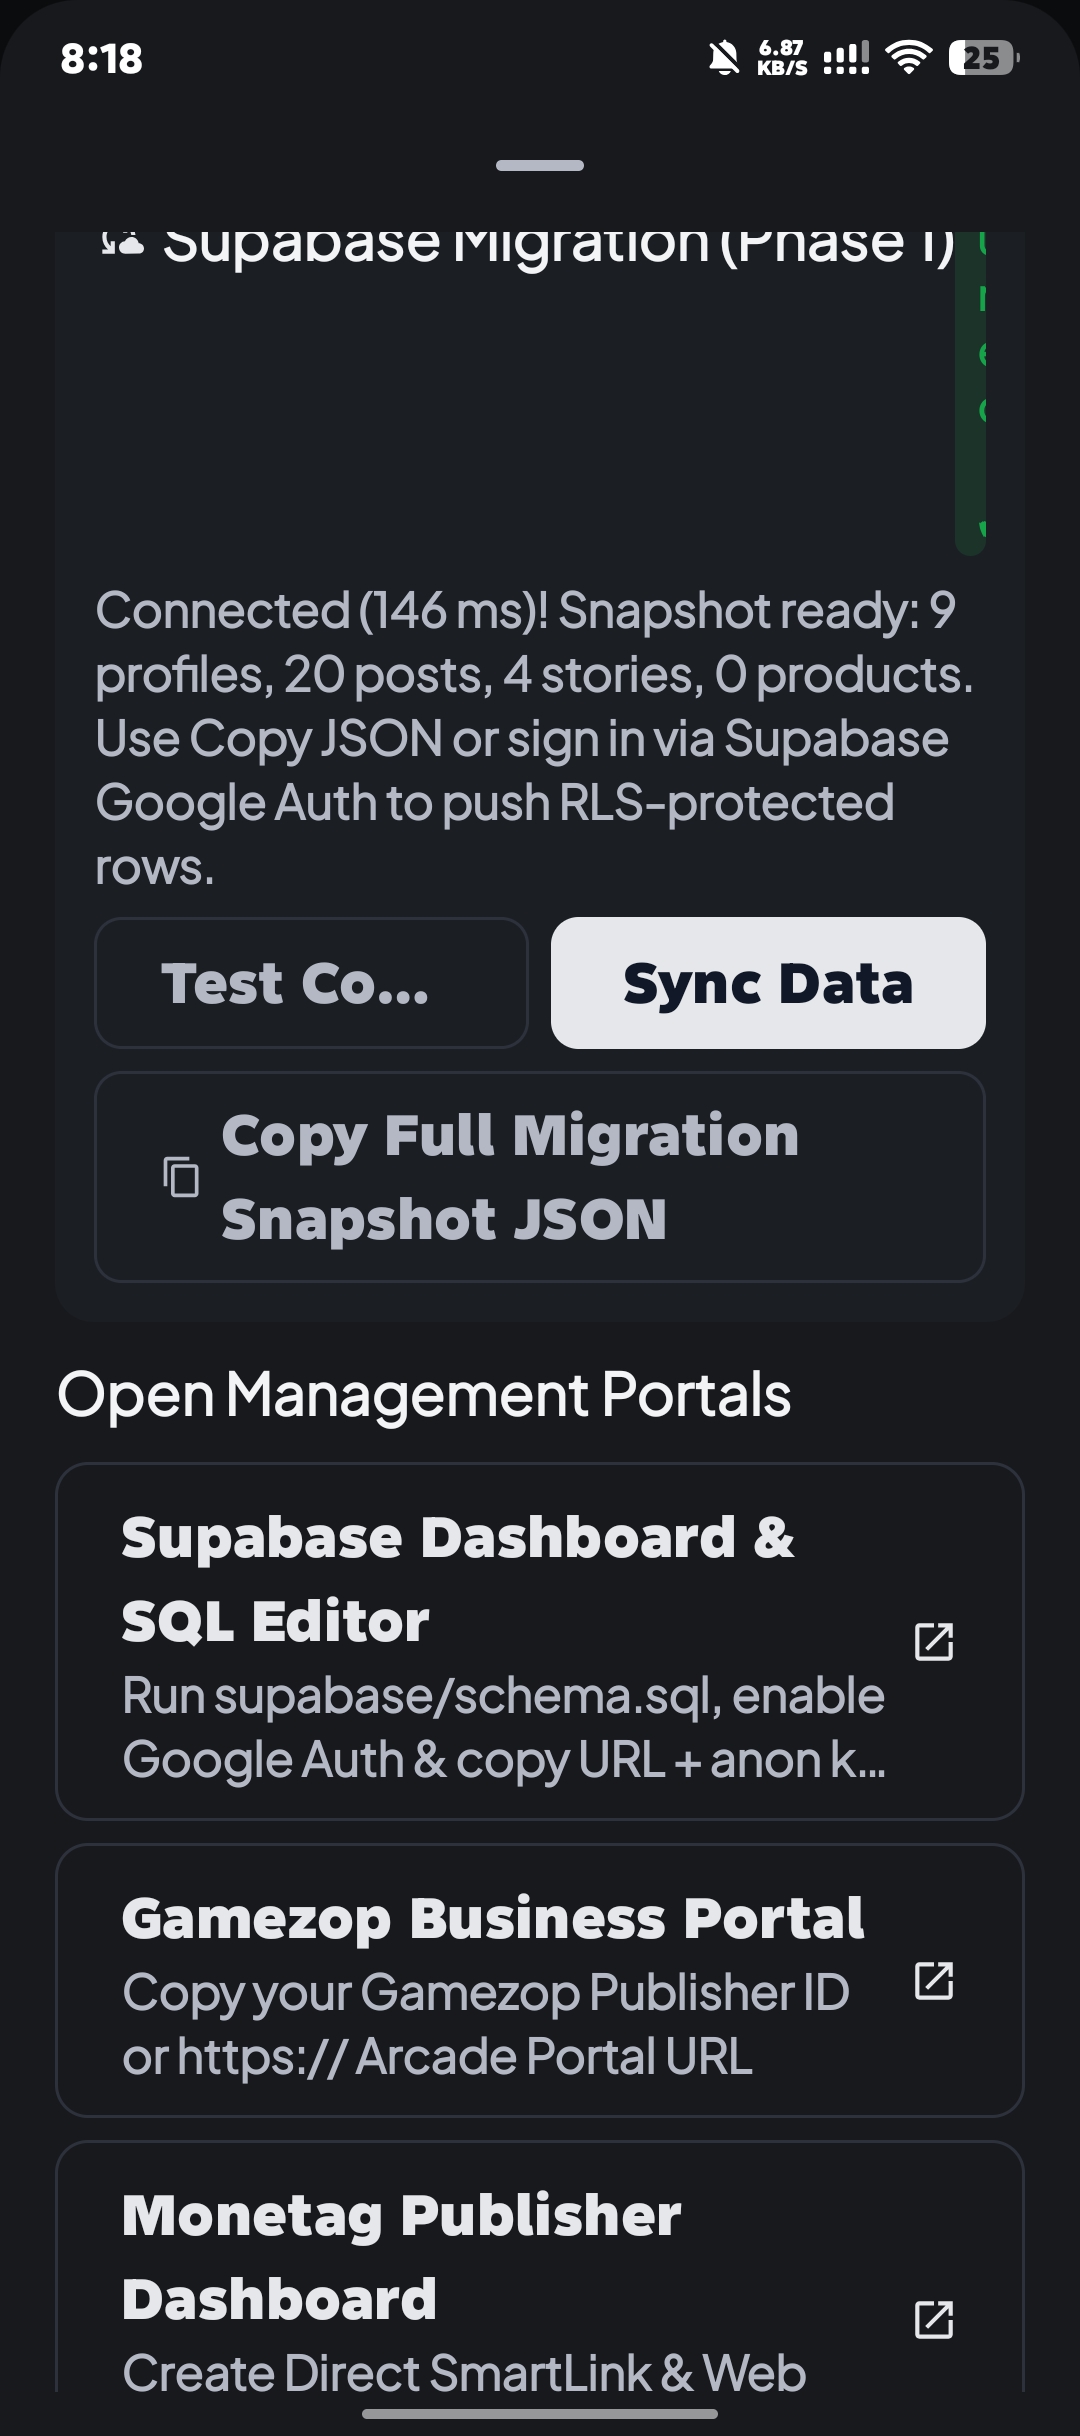 8:18
6.87
KB/S
25
Supabase Migration (Phase 1)
Connected (146 ms)! Snapshot ready: 9
profiles, 20 posts, 4 stories, 0 products.
Use Copy JSON or sign in via Supabase
Google Auth to push RLS-protected
rows.
Test Co...
Sync Data
Copy Full Migration
Snapshot JSON
Open Management Portals
Supabase Dashboard &
SQL Editor
Run supabase/schema.sql, enable
Google Auth & copy URL + anon k...
Gamezop Business Portal
Copy your Gamezop Publisher ID
or https:// Arcade Portal URL
Monetag Publisher
Dashboard
Create Direct SmartLink & Web